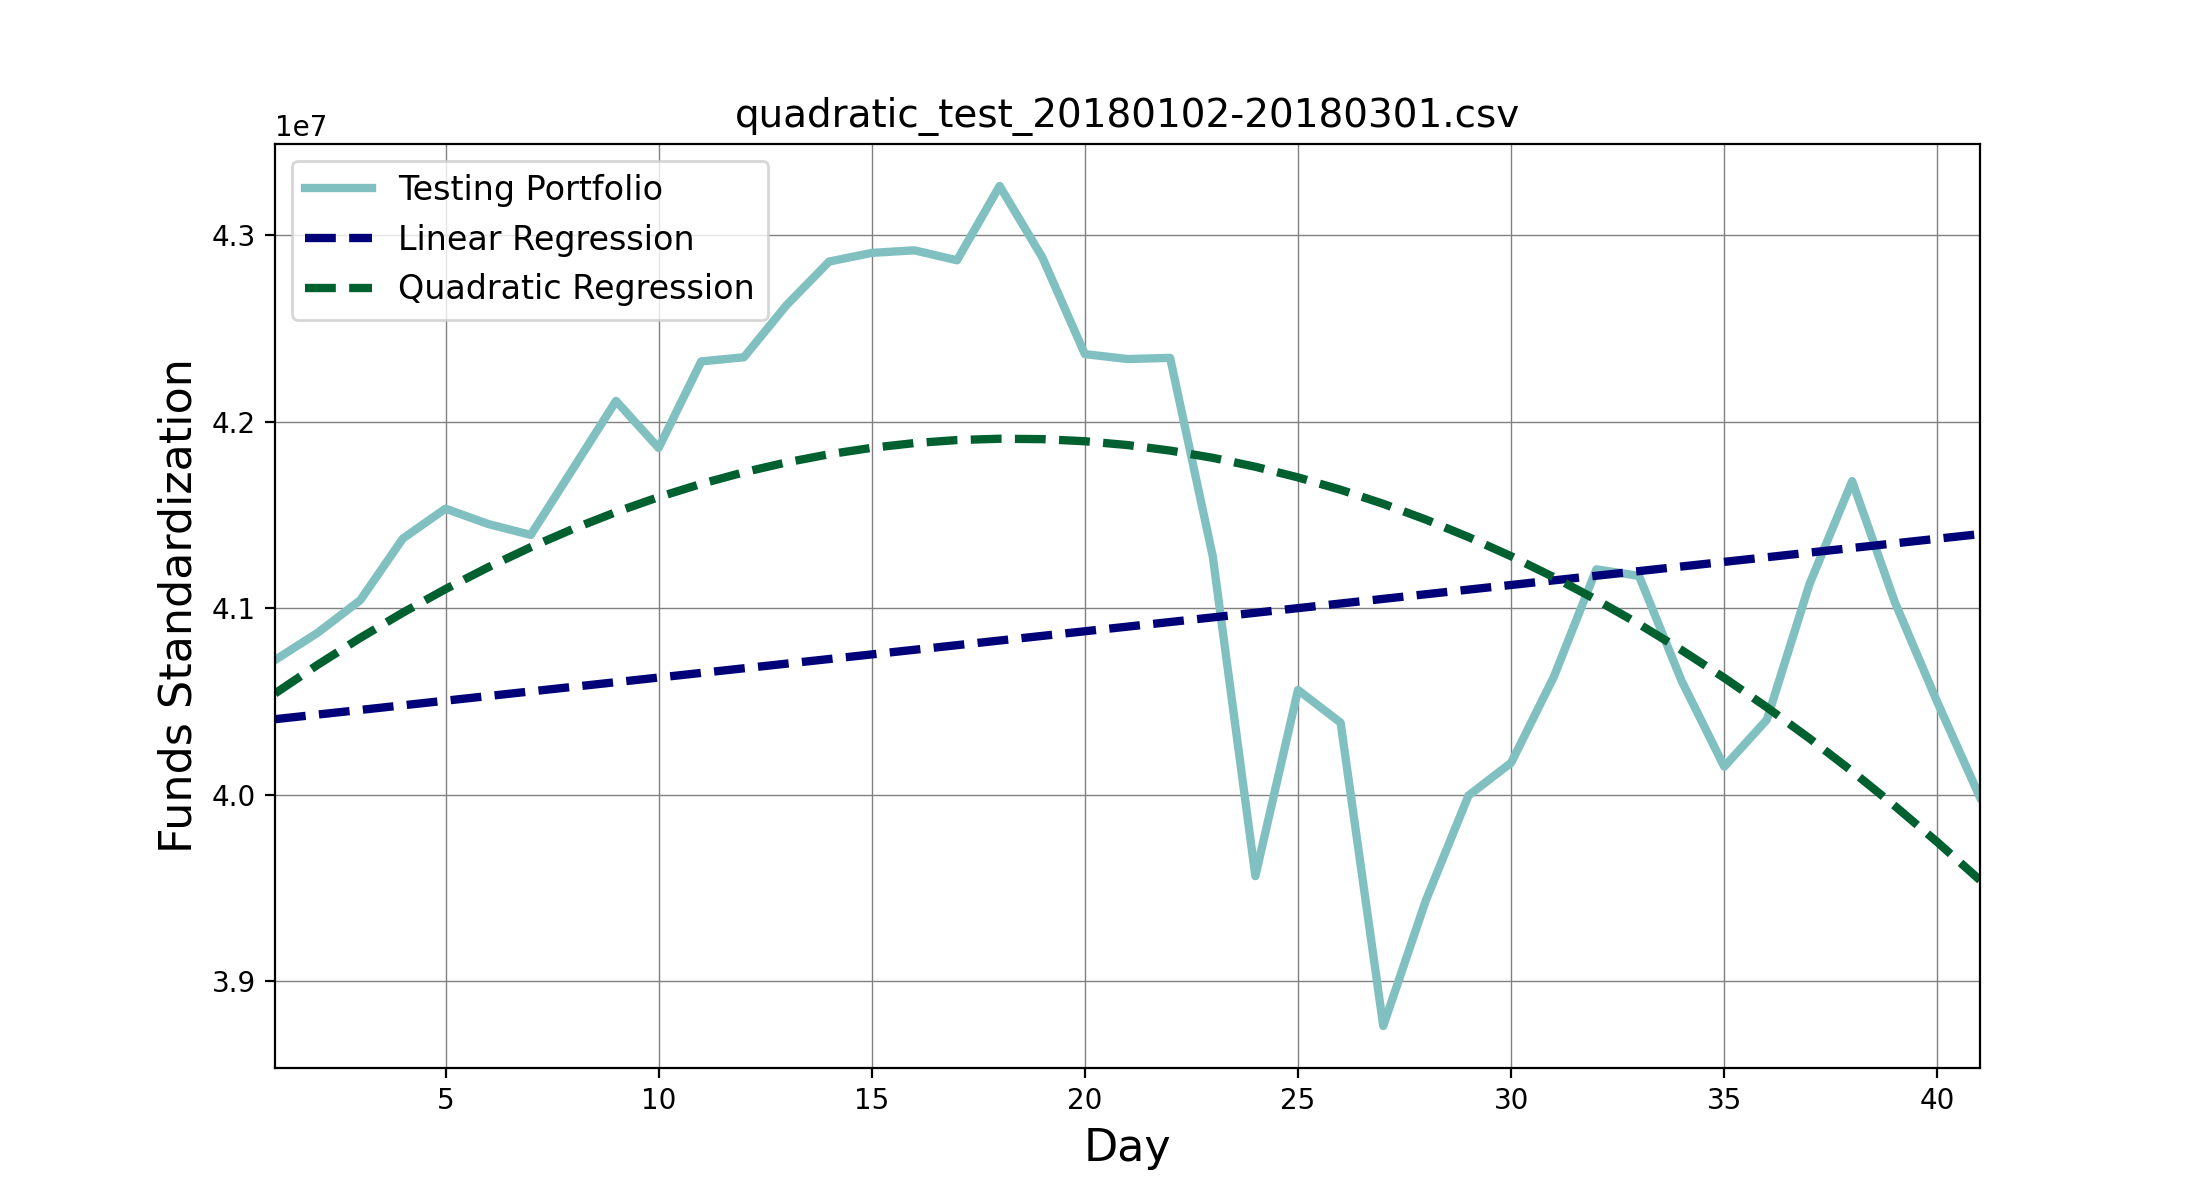 quadratic_test_20180102-20180301.csv
1e7
Testing Portfolio
Linear Regression
Quadratic Regression
4.3
4.2
4.1
4.0
3.9
Funds Standardization
5 10 15 20 25 30 35 40
Day